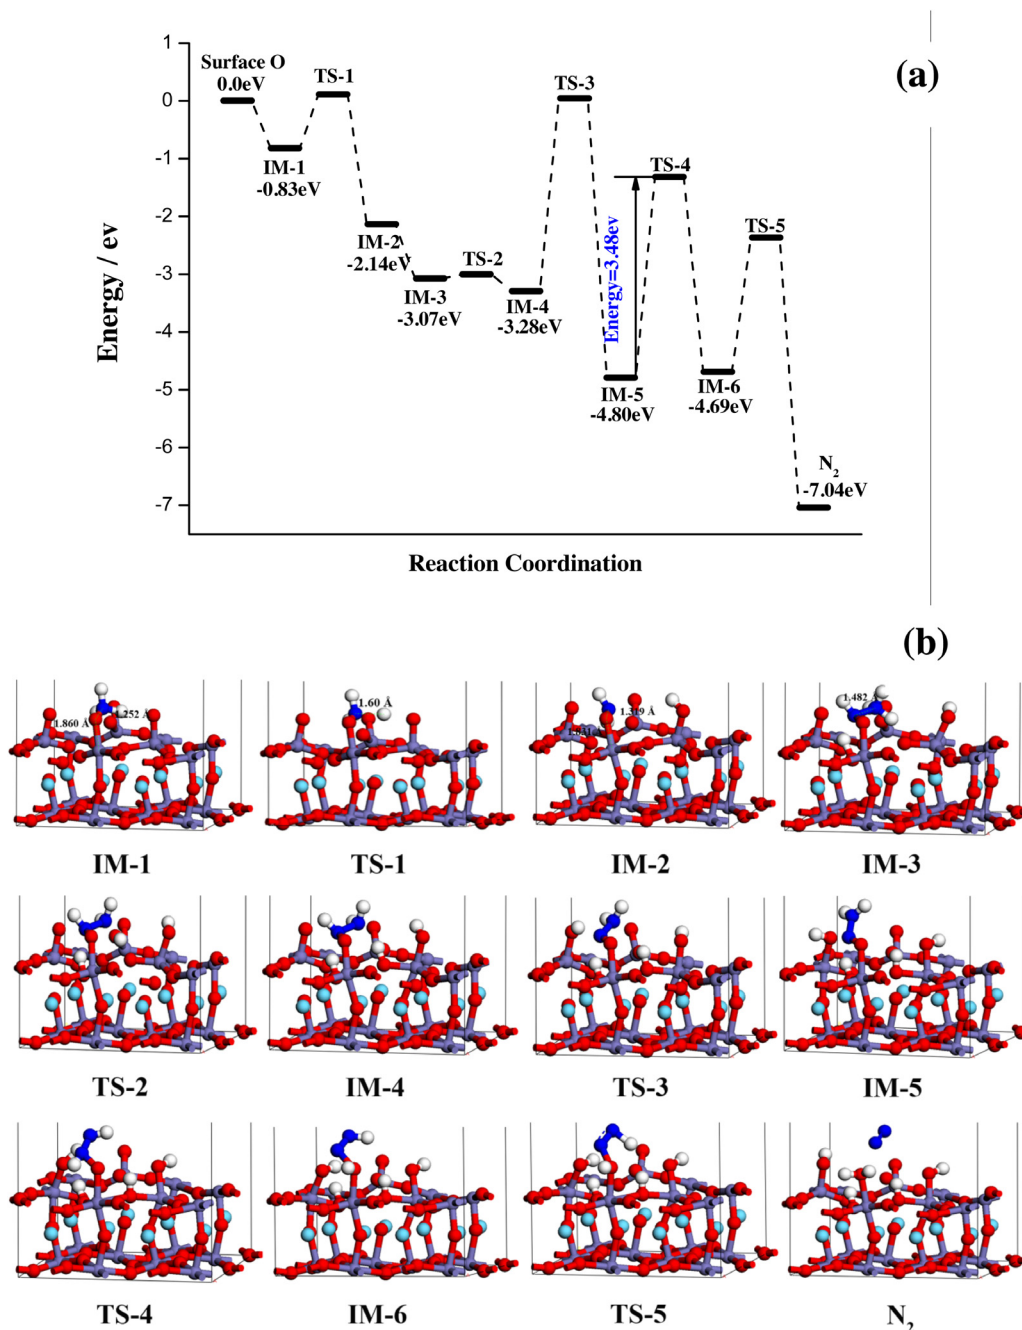 (a)
1
0
-1
-2
-3
-4
-5
-6
-7
Energy / ev
Surface O
0.0eV
TS-1
IM-1
-0.83eV
IM-2
-2.14eV
IM-3
-3.07eV
TS-2
IM-4
-3.28eV
TS-3
Energy=3.48ev
IM-5
-4.80eV
TS-4
IM-6
-4.69eV
TS-5
N2
-7.04eV
Reaction Coordination
(b)
1.860 Å
1.252 Å
1.60 Å
1.319 Å
1.482 Å
IM-1 TS-1 IM-2 IM-3
TS-2 IM-4 TS-3 IM-5
TS-4 IM-6 TS-5 N2